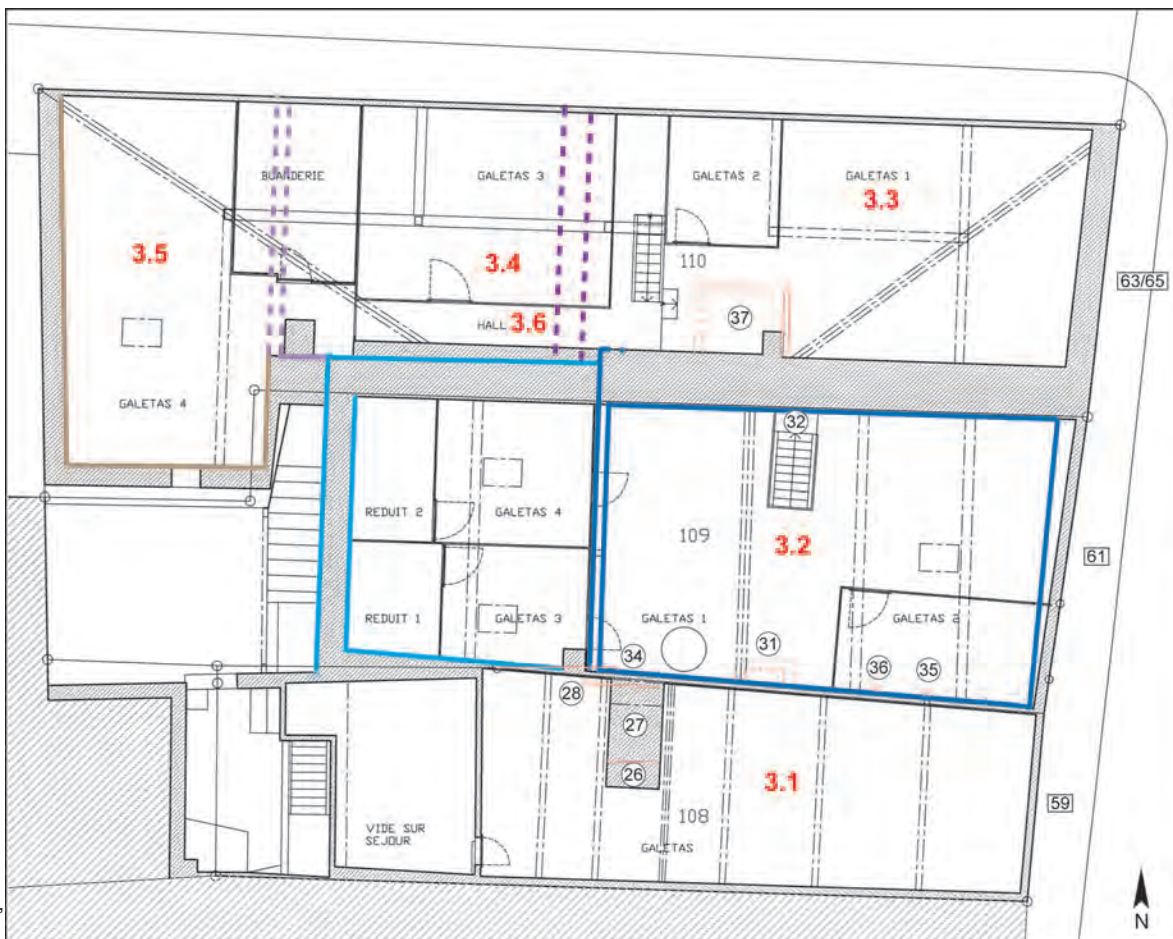 BUANDERIE
GALETAS 3
GALETAS 2
GALETAS 1
3.3
3.5
3.4
110
63/65
HALL 3.6
37
GALETAS 4
32
REDUIT 2
GALETAS 4
109
3.2
61
REDUIT 1
GALETAS 3
GALETAS 1
GALETAS 2
34
31
36
35
28
27
26
3.1
108
59
VIDE SUR
SEJOUR
GALETAS
N